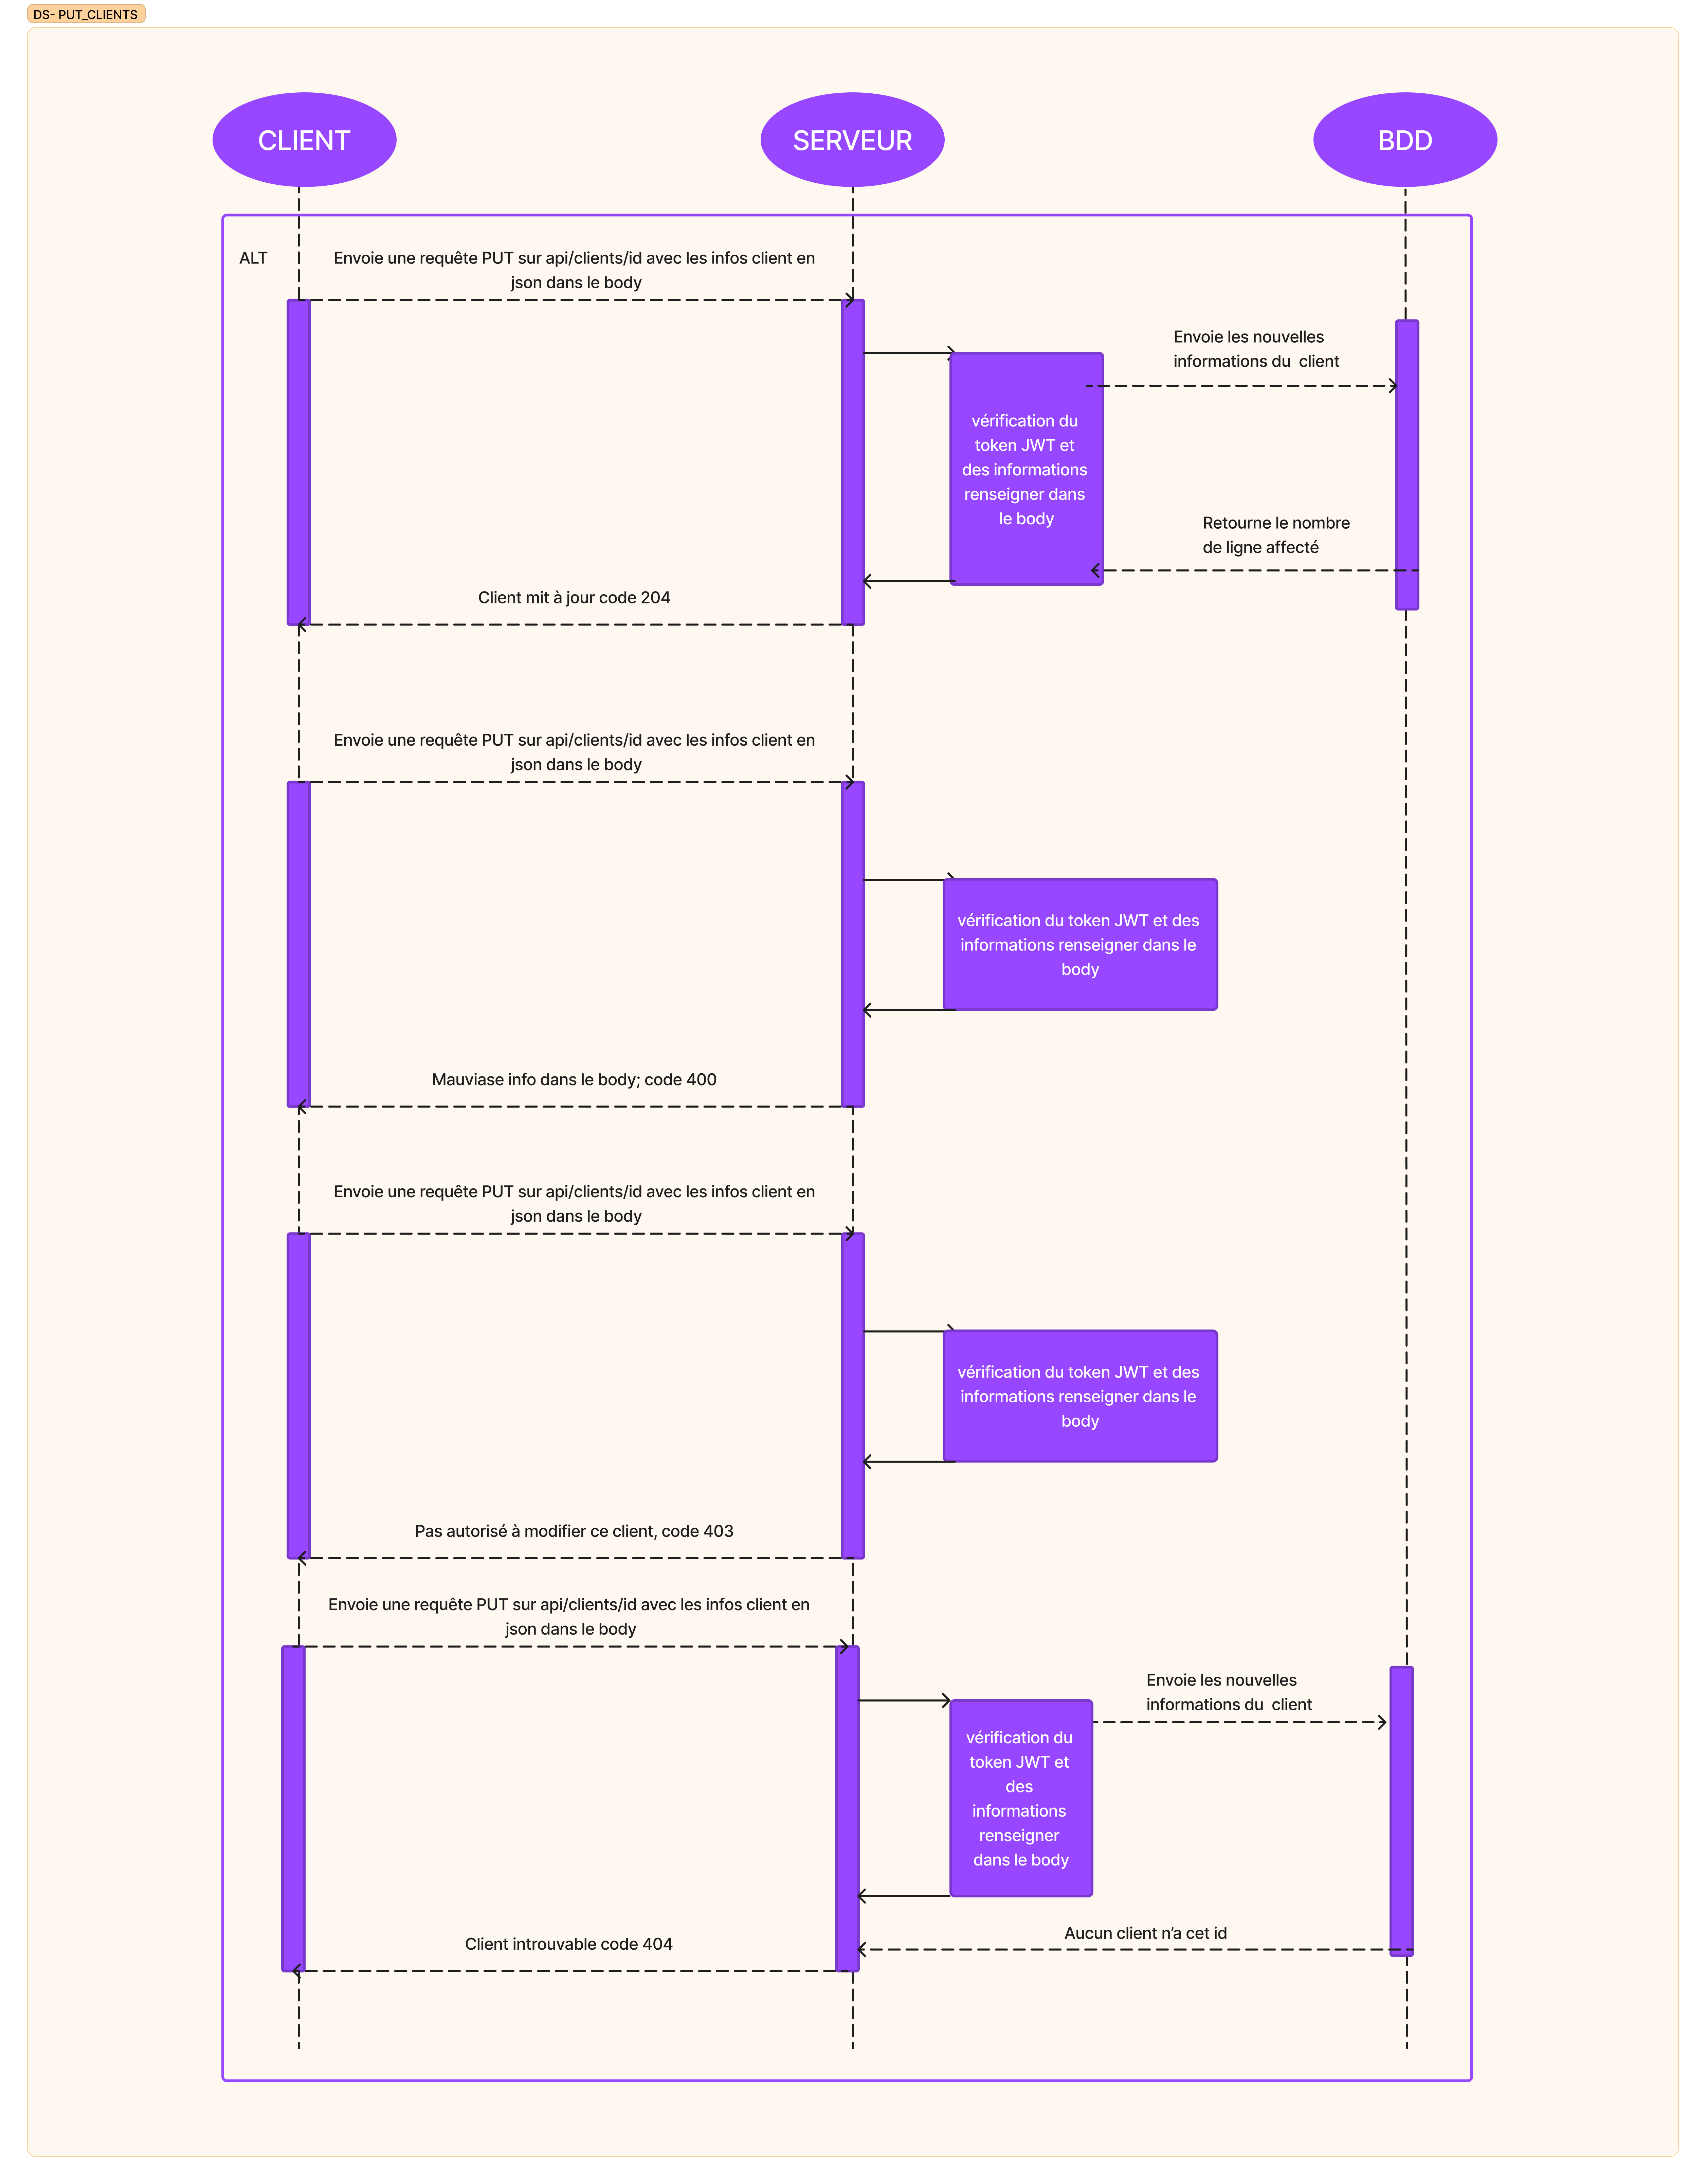 DS- PUT_CLIENTS
CLIENT
SERVEUR
BDD
ALT
Envoie une requête PUT sur api/clients/id avec les infos client en
json dans le body
Envoie les nouvelles
informations du  client
vérification du
token JWT et
des informations
renseigner dans
le body
Retourne le nombre
de ligne affecté
Client mit à jour code 204
Envoie une requête PUT sur api/clients/id avec les infos client en
json dans le body
vérification du token JWT et des
informations renseigner dans le
body
Mauviase info dans le body; code 400
Envoie une requête PUT sur api/clients/id avec les infos client en
json dans le body
vérification du token JWT et des
informations renseigner dans le
body
Pas autorisé à modifier ce client, code 403
Envoie une requête PUT sur api/clients/id avec les infos client en
json dans le body
Envoie les nouvelles
informations du  client
vérification du
token JWT et
des
informations
renseigner
dans le body
Aucun client n’a cet id
Client introuvable code 404